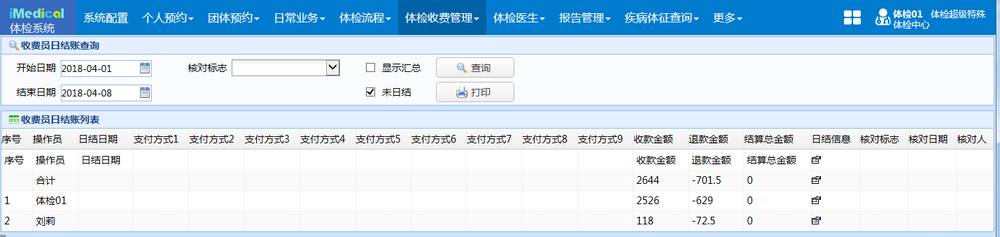 iMedical
体检系统
系统配置 个人预约 团体预约 日常业务 体检流程 体检收费管理 体检医生 报告管理 疾病体征查询 更多
体检01 体检超级特殊
体检中心
收费员日结账查询
开始日期 2018-04-01 核对标志 显示汇总 查询
结束日期 2018-04-08 未日结 打印
收费员日结账列表
序号 操作员 日结日期 支付方式1 支付方式2 支付方式3 支付方式4 支付方式5 支付方式6 支付方式7 支付方式8 支付方式9 收款金额 退款金额 结算总金额 日结信息 核对标志 核对日期 核对人
序号 操作员 日结日期 收款金额 退款金额 结算总金额
合计 2644 -701.5 0
1 体检01 2526 -629 0
2 刘莉 118 -72.5 0